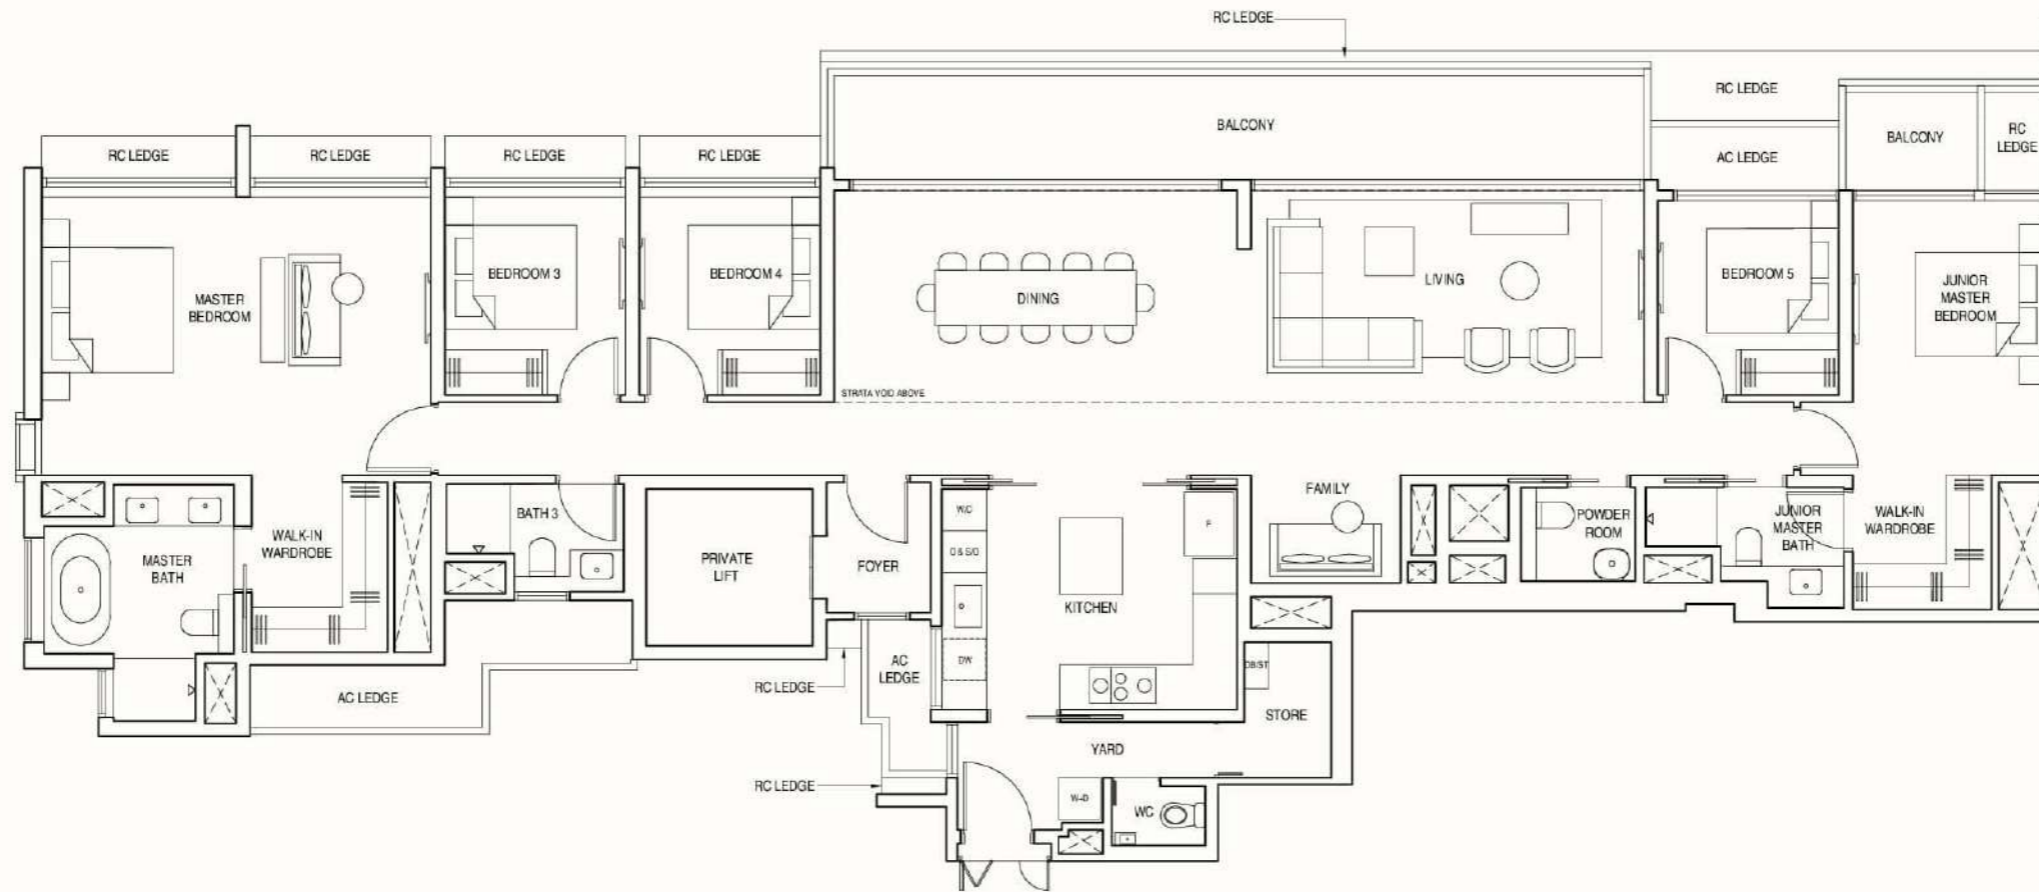 RC LEDGE
RC LEDGE
BALCONY
BALCONY
RC
LEDGE
RC LEDGE
RC LEDGE
RC LEDGE
RC LEDGE
AC LEDGE
MASTER
BEDROOM
BEDROOM 3
BEDROOM 4
DINING
LIVING
BEDROOM 5
JUNIOR
MASTER
BEDROOM
STRATA VOID ABOVE
FAMILY
W.C
BATH 3
F
POWDER
ROOM
JUNIOR
MASTER
BATH
WALK-IN
WARDROBE
WALK-IN
WARDROBE
MASTER
BATH
PRIVATE
LIFT
FOYER
KITCHEN
AC
LEDGE
DW
DB/ST
RC LEDGE
AC LEDGE
STORE
YARD
RC LEDGE
W+D
WC